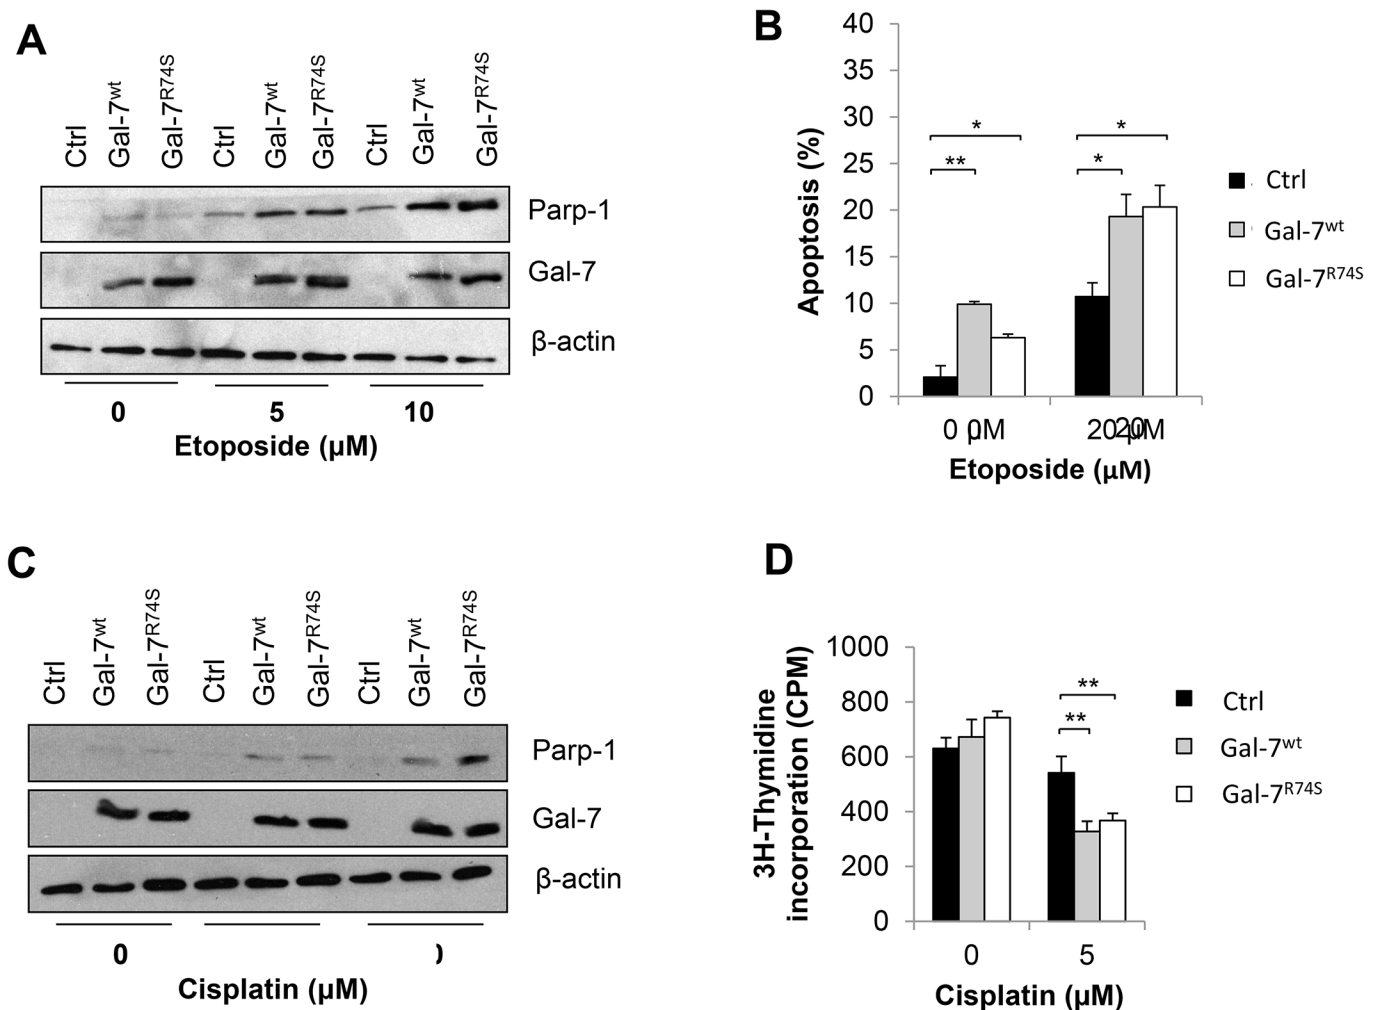 A
Ctrl
Gal-7wt
Gal-7R74S
Ctrl
Gal-7wt
Gal-7R74S
Ctrl
Gal-7wt
Gal-7R74S
Parp-1
Gal-7
β-actin
0 5 10
Etoposide (µM)
B
Apoptosis (%)
40
35
30
25
20
15
10
5
0
* **
* *
Ctrl
Gal-7wt
Gal-7R74S
0 µM 20 µM
Etoposide (µM)
C
Ctrl
Gal-7wt
Gal-7R74S
Ctrl
Gal-7wt
Gal-7R74S
Ctrl
Gal-7wt
Gal-7R74S
Parp-1
Gal-7
β-actin
0
Cisplatin (µM)
D
3H-Thymidine
incorporation (CPM)
1000
800
600
400
200
0
**
**
Ctrl
Gal-7wt
Gal-7R74S
0 5
Cisplatin (µM)